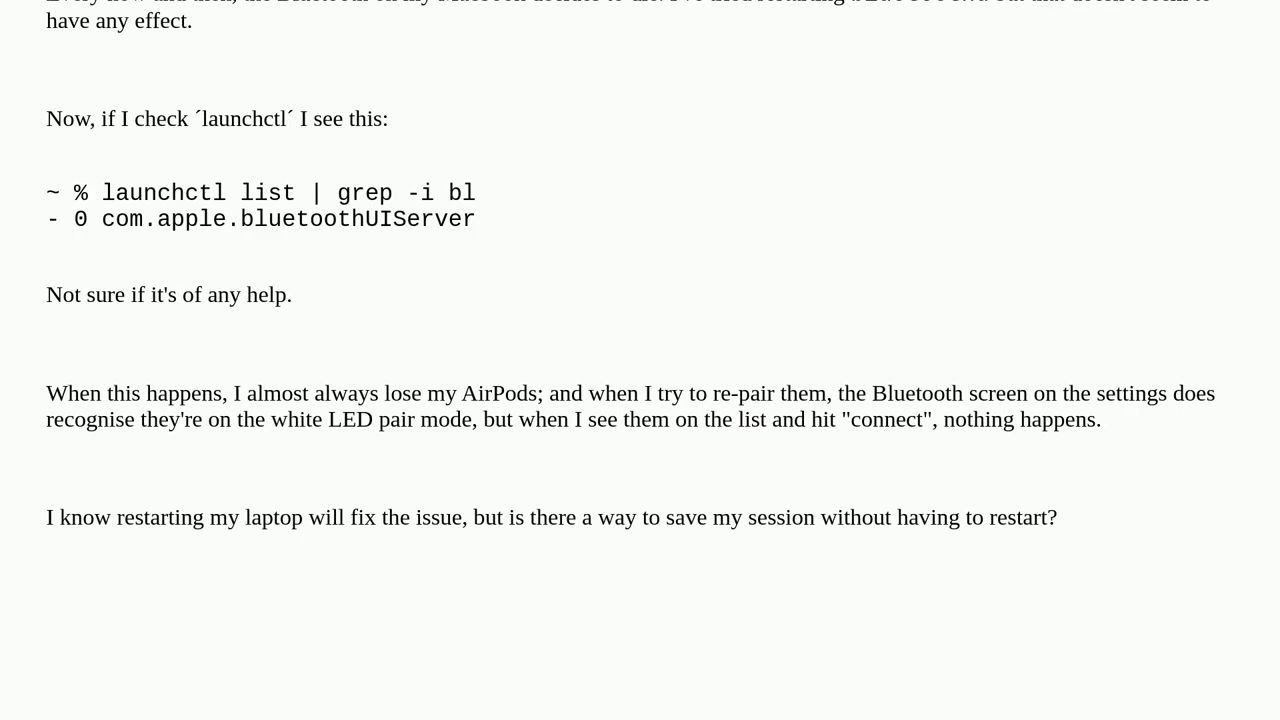 have any effect.
Now, if I check ´launchctl´ I see this:
~ % launchctl list | grep -i bl
- 0 com.apple.bluetoothUIServer
Not sure if it's of any help.
When this happens, I almost always lose my AirPods; and when I try to re-pair them, the Bluetooth screen on the settings does
recognise they're on the white LED pair mode, but when I see them on the list and hit "connect", nothing happens.
I know restarting my laptop will fix the issue, but is there a way to save my session without having to restart?